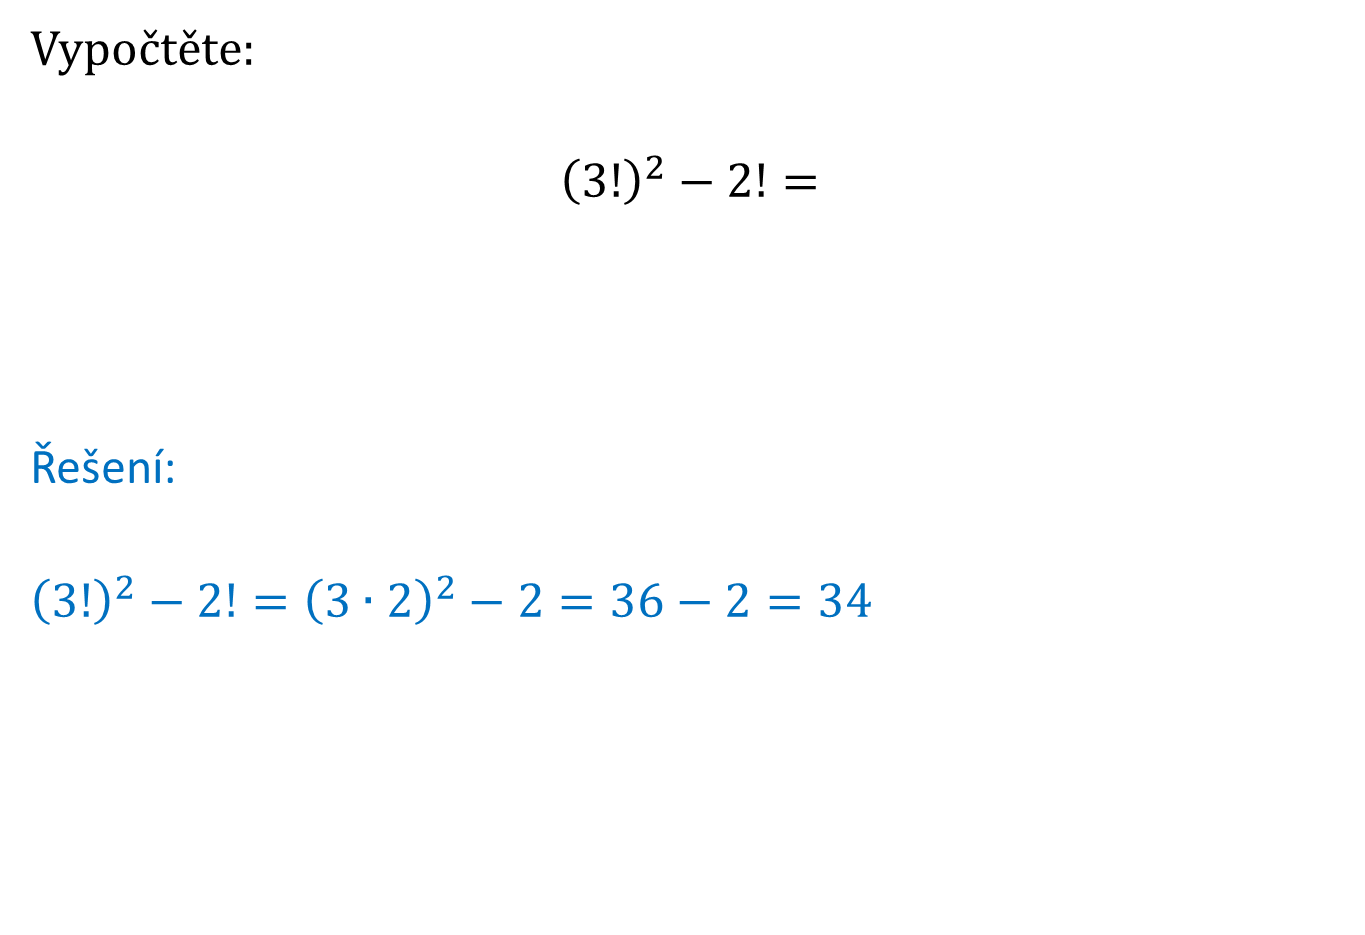 Vypočtěte:
(3!)² − 2! =
Řešení:
(3!)² − 2! = (3 · 2)² − 2 = 36 − 2 = 34